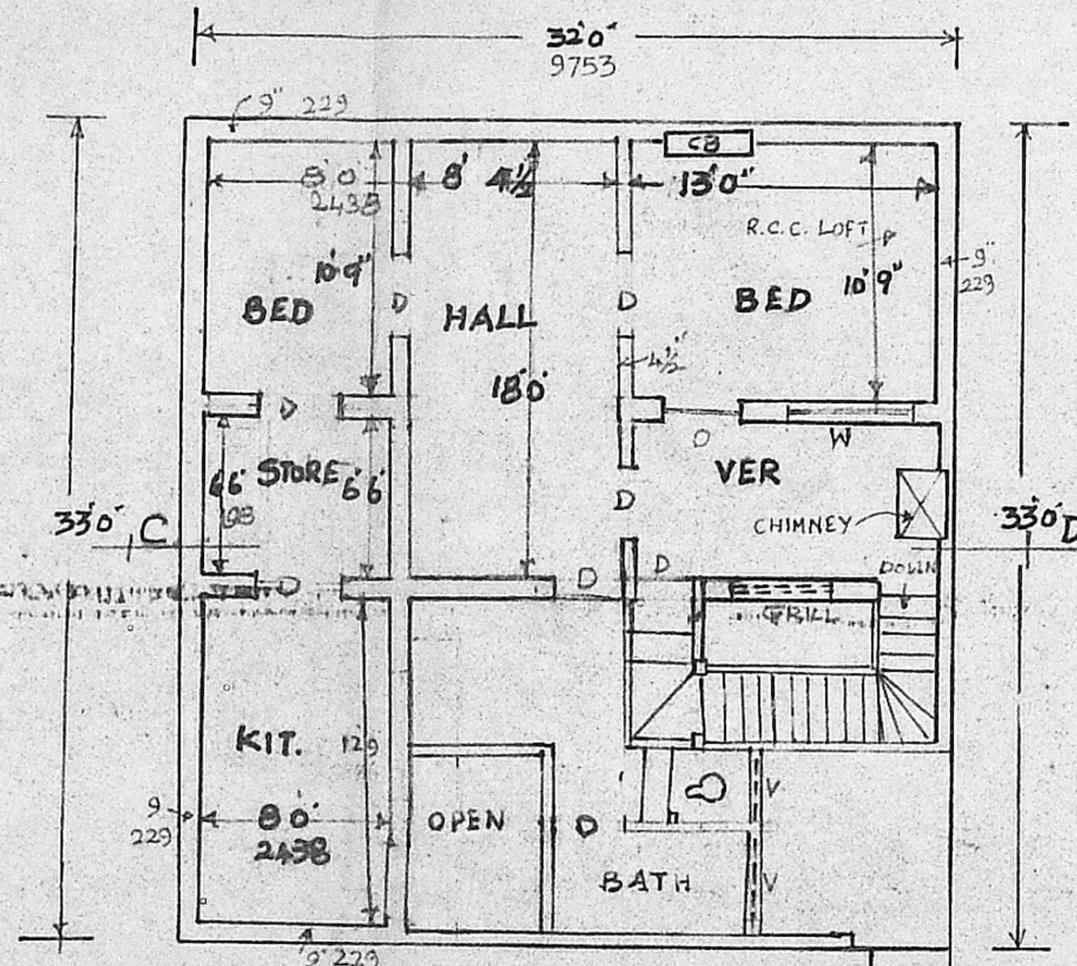 32'0"
9753
9" 229
CB
8' 0'
2438
8' 4½
13'0"
R.C.C. LOFT
9"
229
10'9"
10'9"
BED
D
HALL
D
BED
4½"
18'0'
D
D
W
STORE
6'6'
6'6'
VER
D
CHIMNEY
33'0"
C
33'0"
D
DOWN
D
D
D
GRILL
KIT.
129
9
229
8 0'
2438
OPEN
D
V
BATH
V
9" 229